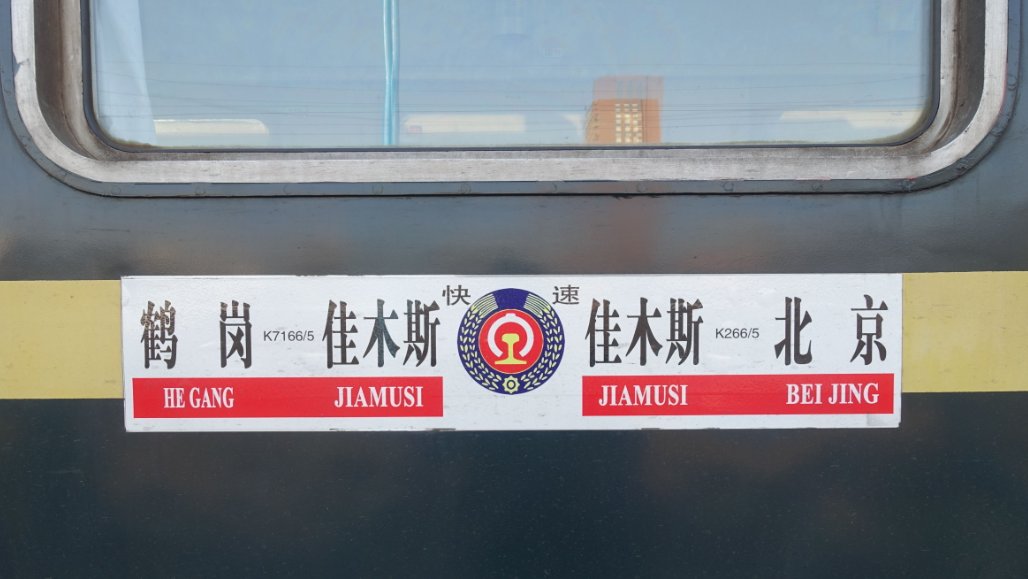 快 速
鹤 岗 K7166/5 佳木斯 佳木斯 K266/5 北 京
HE GANG JIAMUSI JIAMUSI BEI JING